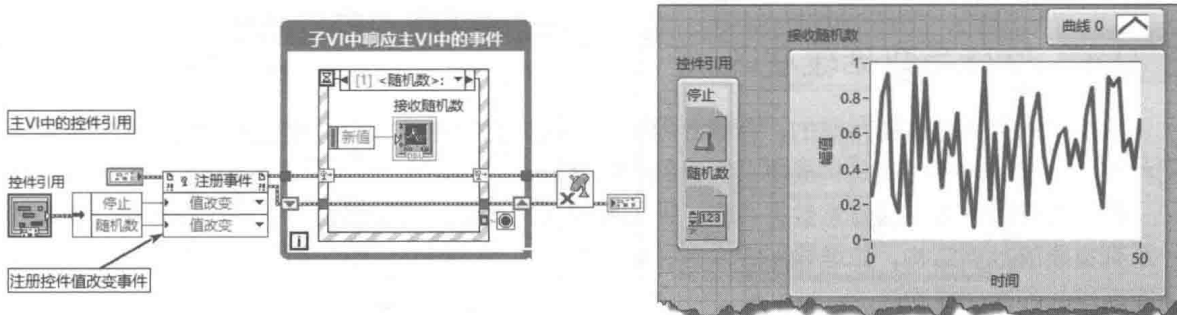 子VI中响应主VI中的事件
[1] <随机数>:
接收随机数
新值
主VI中的控件引用
控件引用
注册事件
停止
值改变
随机数
值改变
注册控件值改变事件
i
接收随机数
曲线 0
控件引用
停止
随机数
1.23
幅值
1
0.8
0.6
0.4
0.2
0
0
50
时间